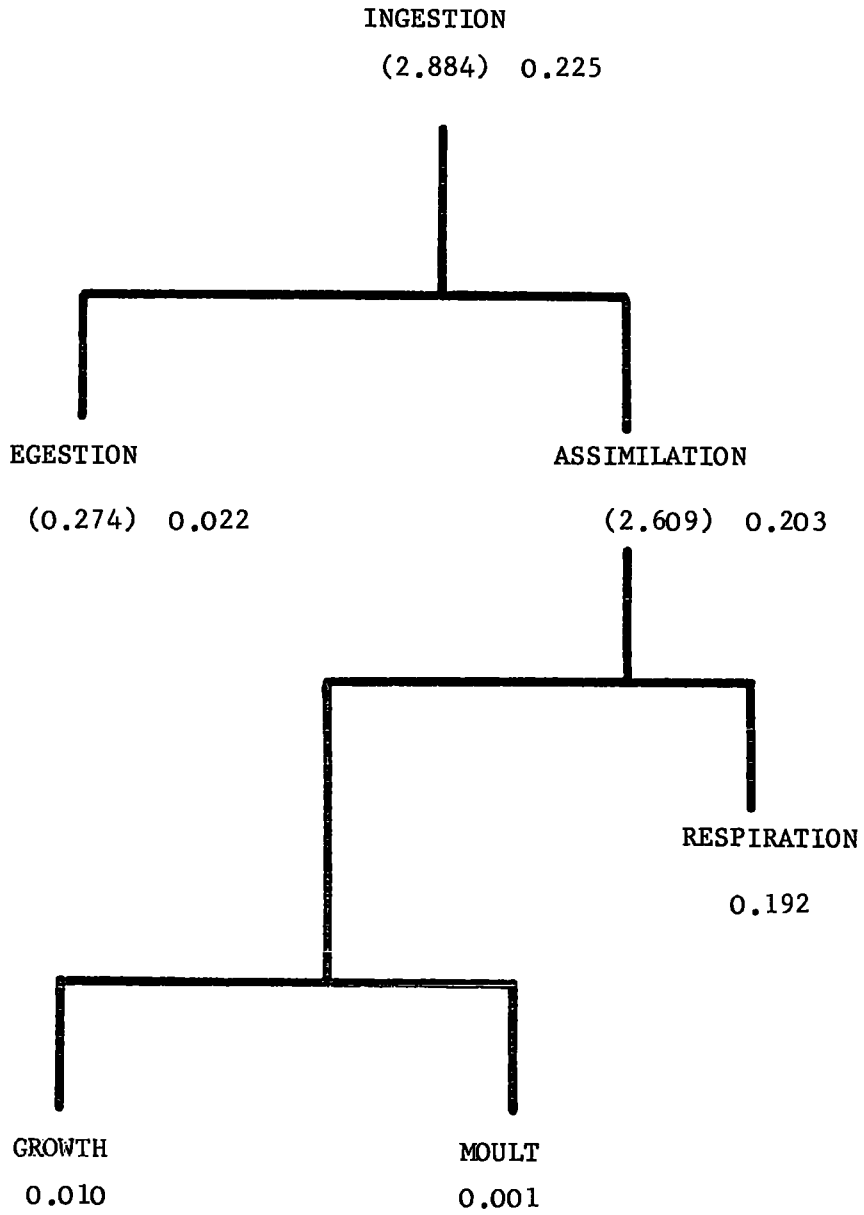 INGESTION
(2.884) 0.225
EGESTION
ASSIMILATION
(0.274) 0.022
(2.609) 0.203
RESPIRATION
0.192
GROWTH
MOULT
0.010
0.001